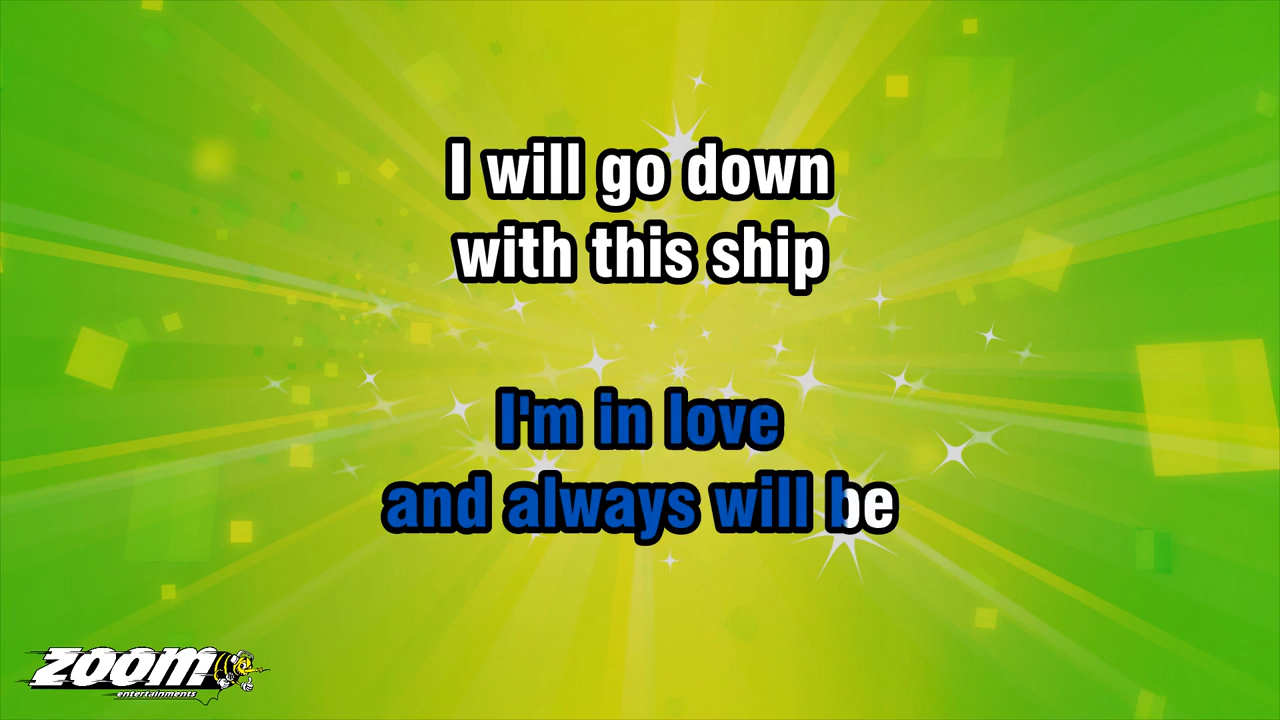 I will go down
with this ship
I'm in love
and always will be
ZOOM
entertainments